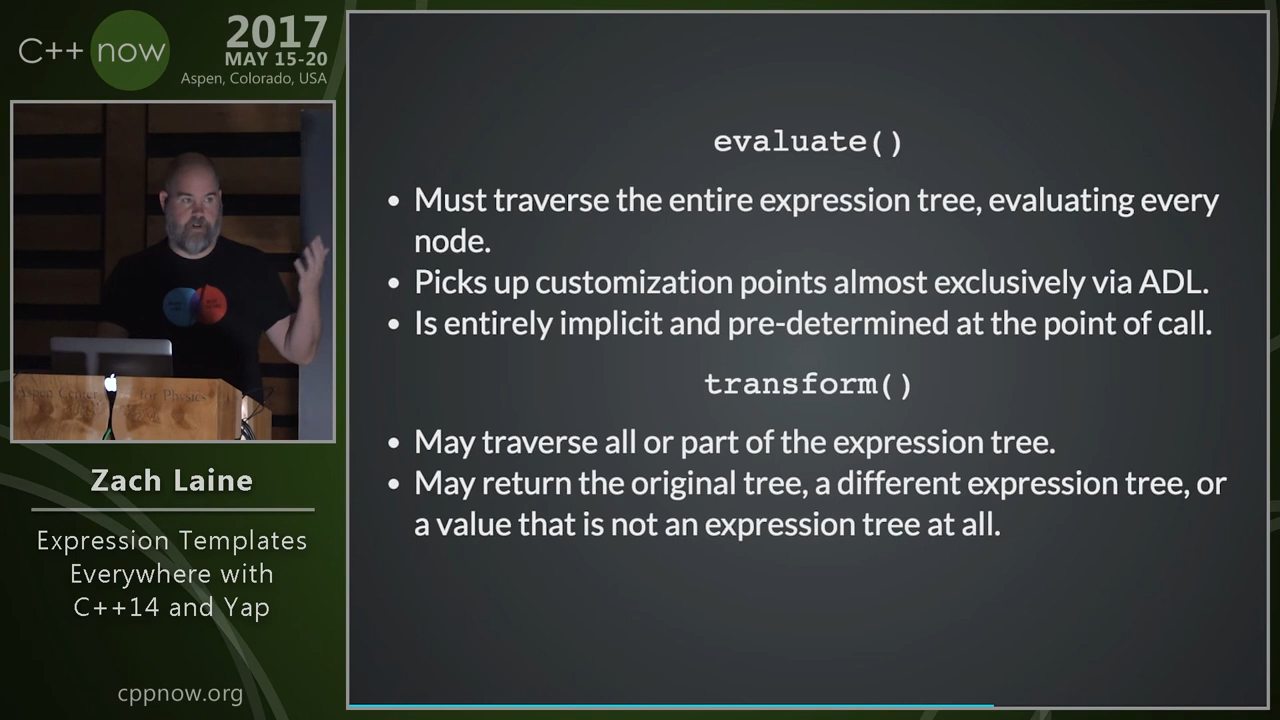 C++ now
2017
MAY 15-20
Aspen, Colorado, USA
Aspen Center for Physics
Zach Laine
Expression Templates
Everywhere with
C++14 and Yap
cppnow.org
evaluate()
• Must traverse the entire expression tree, evaluating every
node.
• Picks up customization points almost exclusively via ADL.
• Is entirely implicit and pre-determined at the point of call.
transform()
• May traverse all or part of the expression tree.
• May return the original tree, a different expression tree, or
a value that is not an expression tree at all.